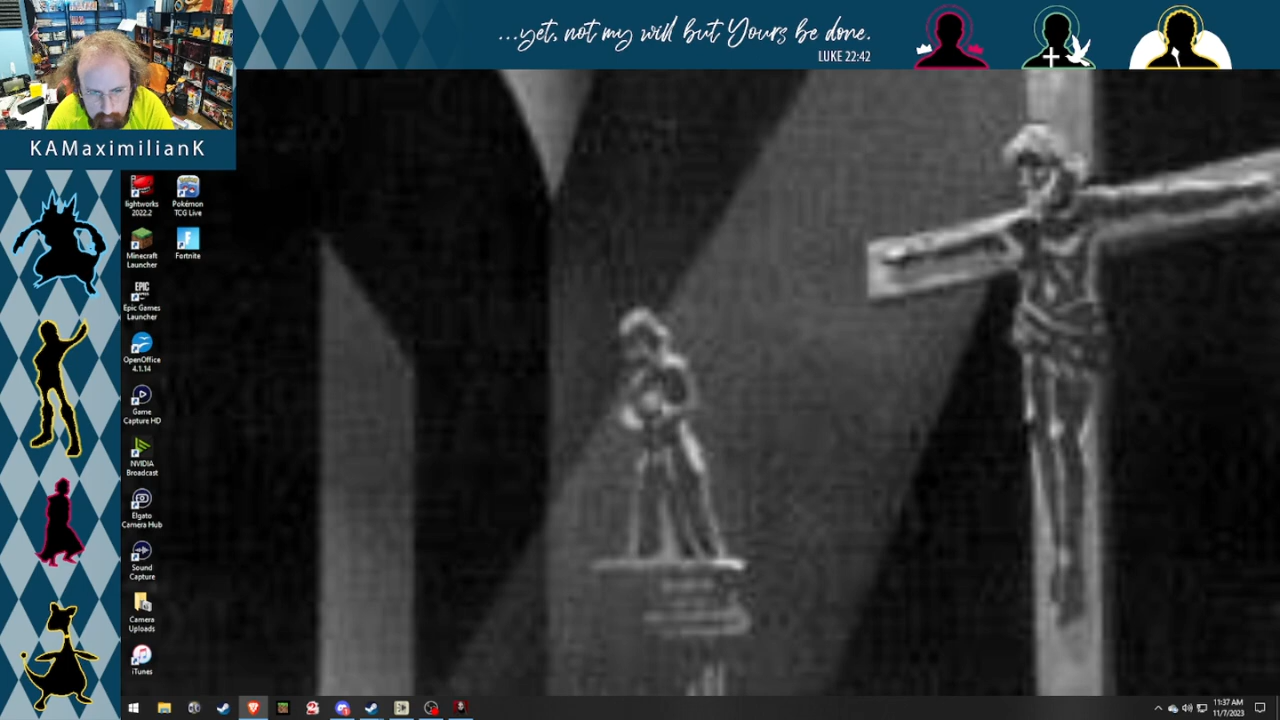 ...yet, not my will but Yours be done.
LUKE 22:42
KAMaximilianK
lightworks
2022.2
Pokémon
TCG Live
Minecraft
Launcher
Fortnite
EPIC
Epic Games
Launcher
OpenOffice
4.1.14
Game
Capture HD
NVIDIA
Broadcast
Elgato
Camera Hub
Sound
Capture
Camera
Uploads
iTunes
11:37 AM
11/7/2023